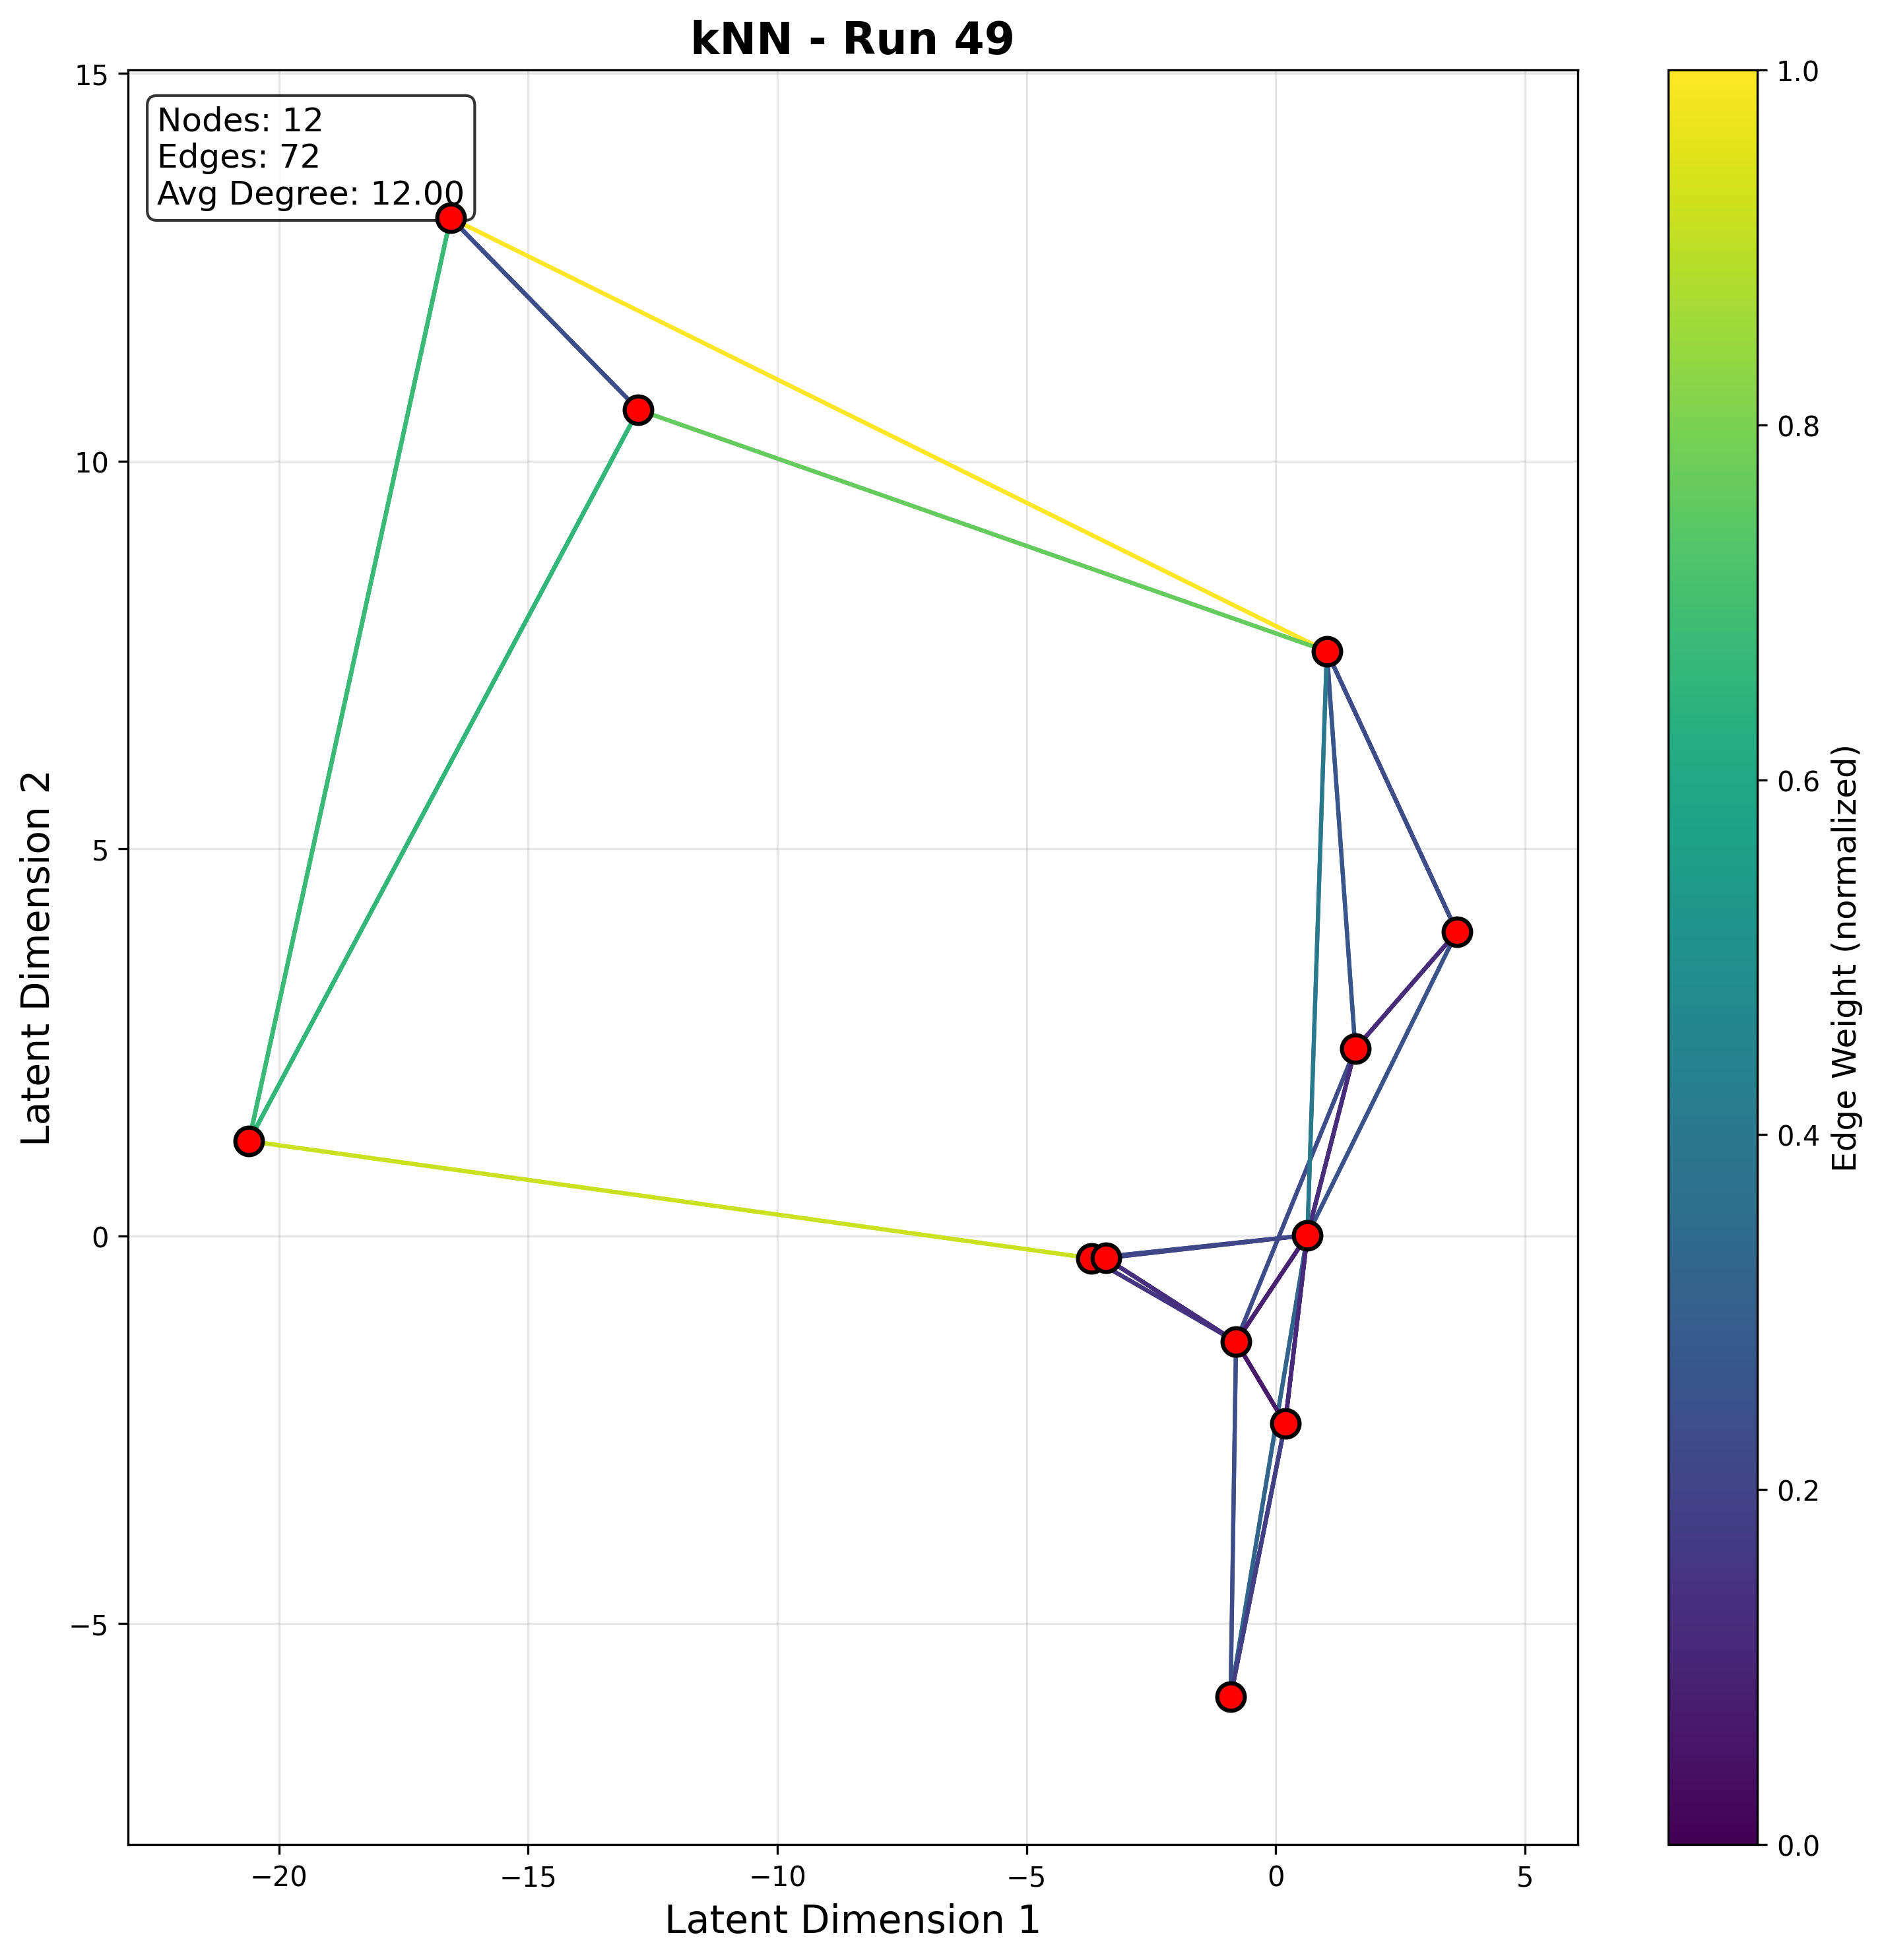 kNN - Run 49
Nodes: 12
Edges: 72
Avg Degree: 12.00
15
10
5
0
−5
−20
−15
−10
−5
0
5
Latent Dimension 1
Latent Dimension 2
1.0
0.8
0.6
0.4
0.2
0.0
Edge Weight (normalized)